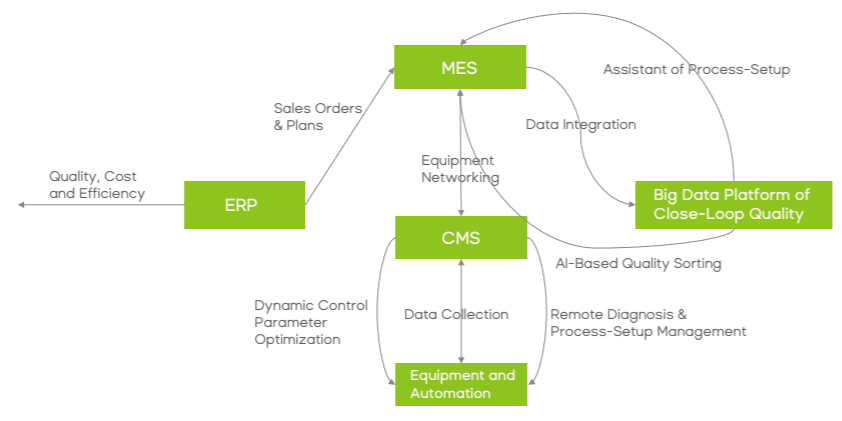 MES
Assistant of Process-Setup
Sales Orders
& Plans
Data Integration
Equipment
Networking
Quality, Cost
and Efficiency
ERP
Big Data Platform of
Close-Loop Quality
CMS
AI-Based Quality Sorting
Dynamic Control
Parameter
Optimization
Data Collection
Remote Diagnosis &
Process-Setup Management
Equipment and
Automation